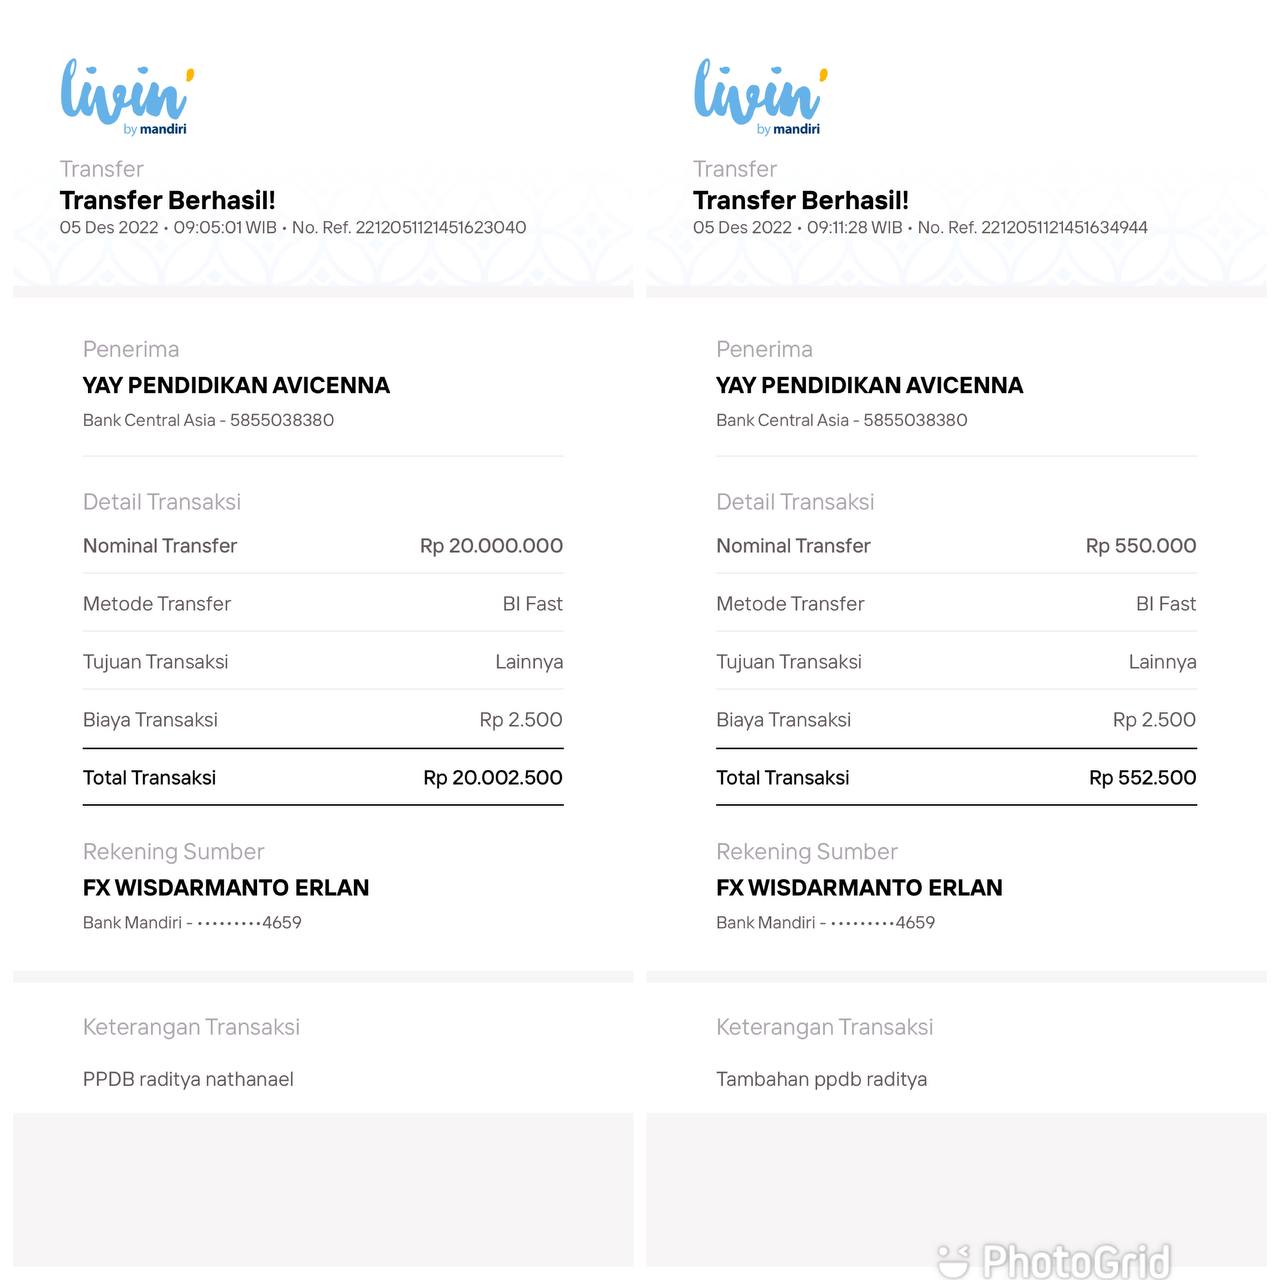 livin'
by mandiri
Transfer
Transfer Berhasil!
05 Des 2022 • 09:05:01 WIB • No. Ref. 2212051121451623040
Penerima
YAY PENDIDIKAN AVICENNA
Bank Central Asia - 5855038380
Detail Transaksi
Nominal Transfer Rp 20.000.000
Metode Transfer BI Fast
Tujuan Transaksi Lainnya
Biaya Transaksi Rp 2.500
Total Transaksi Rp 20.002.500
Rekening Sumber
FX WISDARMANTO ERLAN
Bank Mandiri - •••••••••4659
Keterangan Transaksi
PPDB raditya nathanael
livin'
by mandiri
Transfer
Transfer Berhasil!
05 Des 2022 • 09:11:28 WIB • No. Ref. 2212051121451634944
Penerima
YAY PENDIDIKAN AVICENNA
Bank Central Asia - 5855038380
Detail Transaksi
Nominal Transfer Rp 550.000
Metode Transfer BI Fast
Tujuan Transaksi Lainnya
Biaya Transaksi Rp 2.500
Total Transaksi Rp 552.500
Rekening Sumber
FX WISDARMANTO ERLAN
Bank Mandiri - •••••••••4659
Keterangan Transaksi
Tambahan ppdb raditya
PhotoGrid